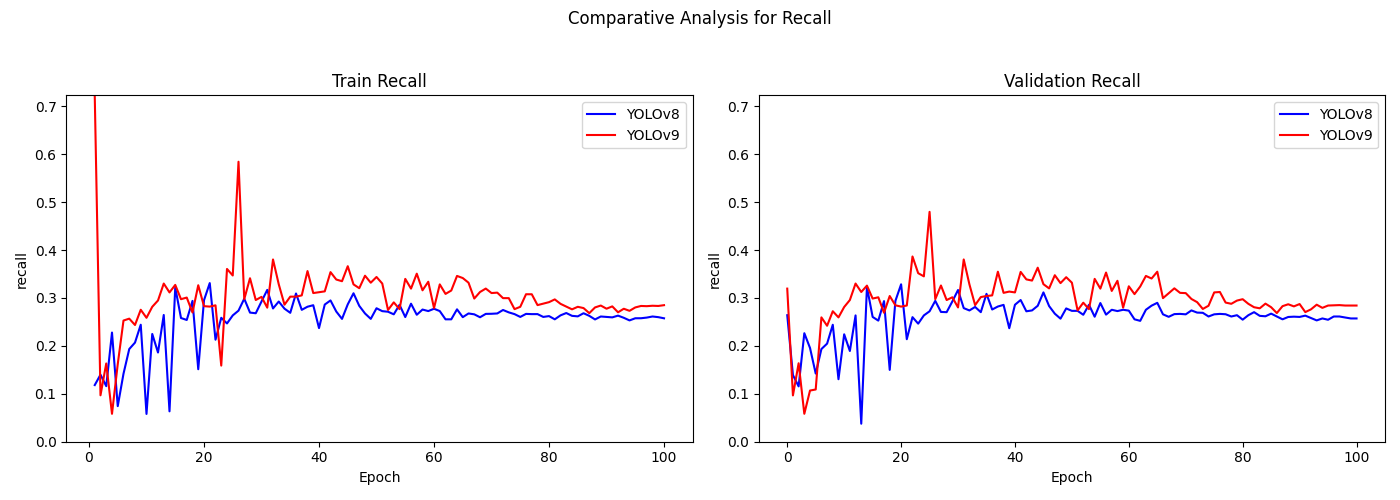 Comparative Analysis for Recall
Train Recall
0.7
0.6
0.5
0.4
0.3
0.2
0.1
0.0
recall
0
20
40
60
80
100
Epoch
YOLOv8
YOLOv9
Validation Recall
0.7
0.6
0.5
0.4
0.3
0.2
0.1
0.0
recall
0
20
40
60
80
100
Epoch
YOLOv8
YOLOv9